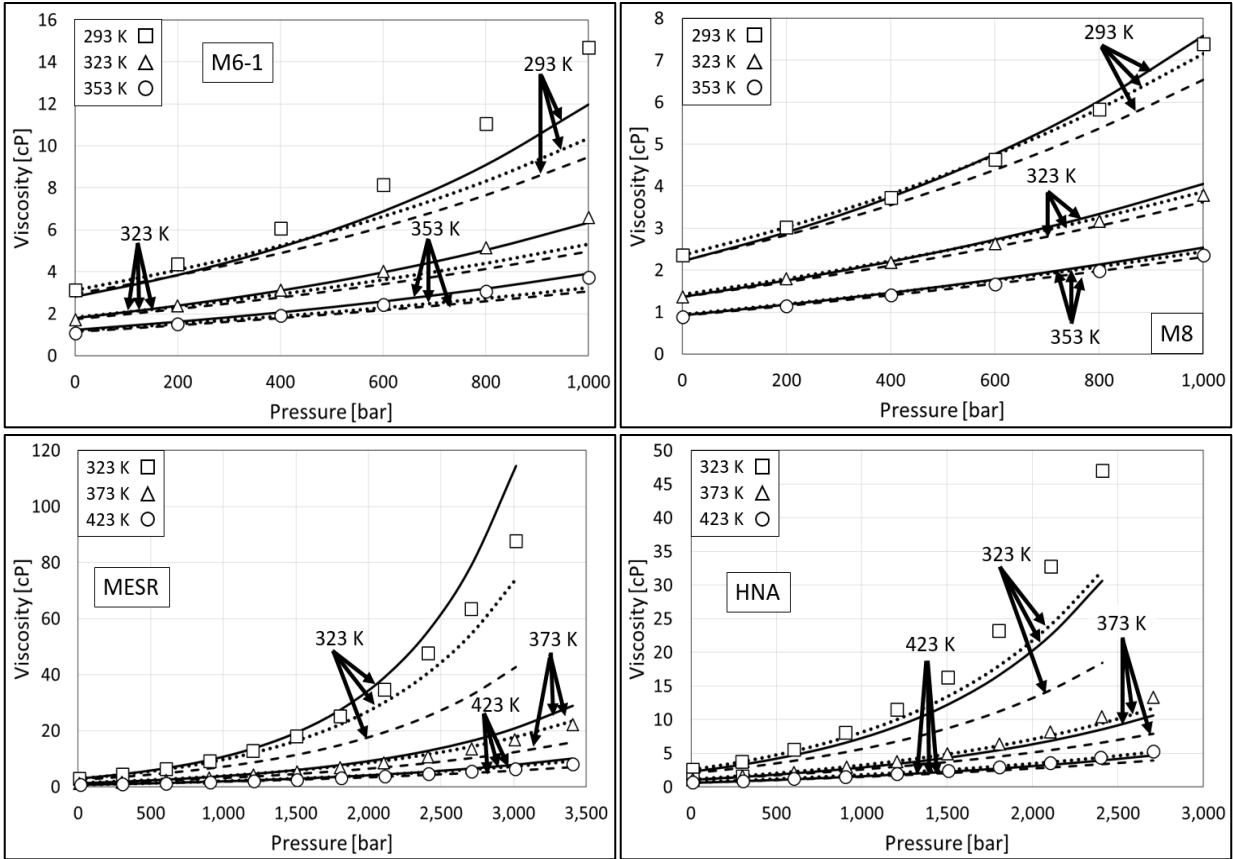 293 K
323 K
353 K
M6-1
293 K
323 K
353 K
Viscosity [cP]
16
14
12
10
8
6
4
2
0
0 200 400 600 800 1,000
Pressure [bar]
293 K
323 K
353 K
293 K
323 K
353 K
M8
Viscosity [cP]
8
7
6
5
4
3
2
1
0
0 200 400 600 800 1,000
Pressure [bar]
323 K
373 K
423 K
MESR
323 K
373 K
423 K
Viscosity [cP]
120
100
80
60
40
20
0
0 500 1,000 1,500 2,000 2,500 3,000 3,500
Pressure [bar]
323 K
373 K
423 K
HNA
323 K
373 K
423 K
Viscosity [cP]
50
45
40
35
30
25
20
15
10
5
0
0 500 1,000 1,500 2,000 2,500 3,000
Pressure [bar]